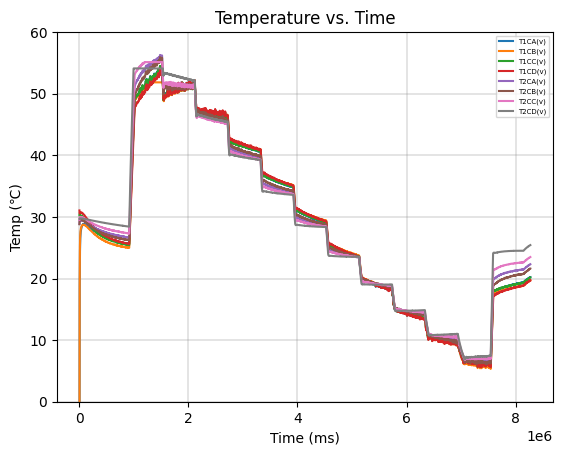 Temperature vs. Time
60
50
40
30
20
10
0
Temp (°C)
T1CA(v)
T1CB(v)
T1CC(v)
T1CD(v)
T2CA(v)
T2CB(v)
T2CC(v)
T2CD(v)
0 2 4 6 8
1e6
Time (ms)